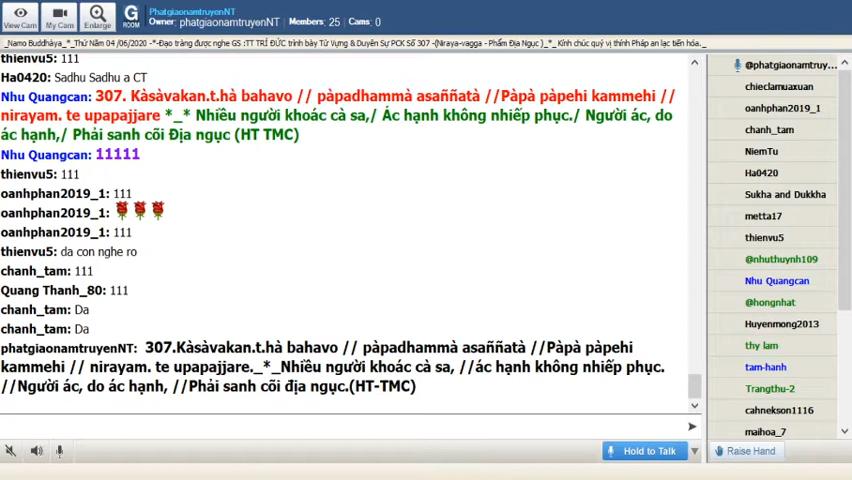 View Cam
My Cam
Enlarge
G ROOM
PhatgiaonamtruyenNT
Owner: phatgiaonamtruyenNT Members: 25 Cams: 0
_Namo Buddhàya_*_Thứ Năm 04 /06/2020 -*-Đạo tràng được nghe GS :TT TRÍ ĐỨC trình bày Từ Vựng & Duyên Sự PCK Số 307 -(Niraya-vagga - Phẩm Địa Ngục )_*_Kính chúc quý vị thính Pháp an lạc tiến hóa._
thienvu5: 111
Ha0420: Sadhu Sadhu a CT
Nhu Quangcan: 307. Kàsàvakan.t.hà bahavo // pàpadhammà asaññatà //Pàpà pàpehi kammehi //
nirayam. te upapajjare *_* Nhiều người khoác cà sa,/ Ác hạnh không nhiếp phục./ Người ác, do
ác hạnh,/ Phải sanh cõi Địa ngục (HT TMC)
Nhu Quangcan: 11111
thienvu5: 111
oanhphan2019_1: 111
oanhphan2019_1:
oanhphan2019_1: 111
thienvu5: da con nghe ro
chanh_tam: 111
Quang Thanh_80: 111
chanh_tam: Da
chanh_tam: Da
phatgiaonamtruyenNT: 307.Kàsàvakan.t.hà bahavo // pàpadhammà asaññatà //Pàpà pàpehi
kammehi // nirayam. te upapajjare._*_Nhiều người khoác cà sa, //ác hạnh không nhiếp phục.
//Người ác, do ác hạnh, //Phải sanh cõi địa ngục.(HT-TMC)
@phatgiaonamtruy...
chieclamuaxuan
oanhphan2019_1
chanh_tam
NiemTu
Ha0420
Sukha and Dukkha
metta17
thienvu5
@nhuthuynh109
Nhu Quangcan
@hongnhat
Huyenmong2013
thy lam
tam-hanh
Trangthu-2
cahnekson1116
maihoa_7
Hold to Talk
Raise Hand